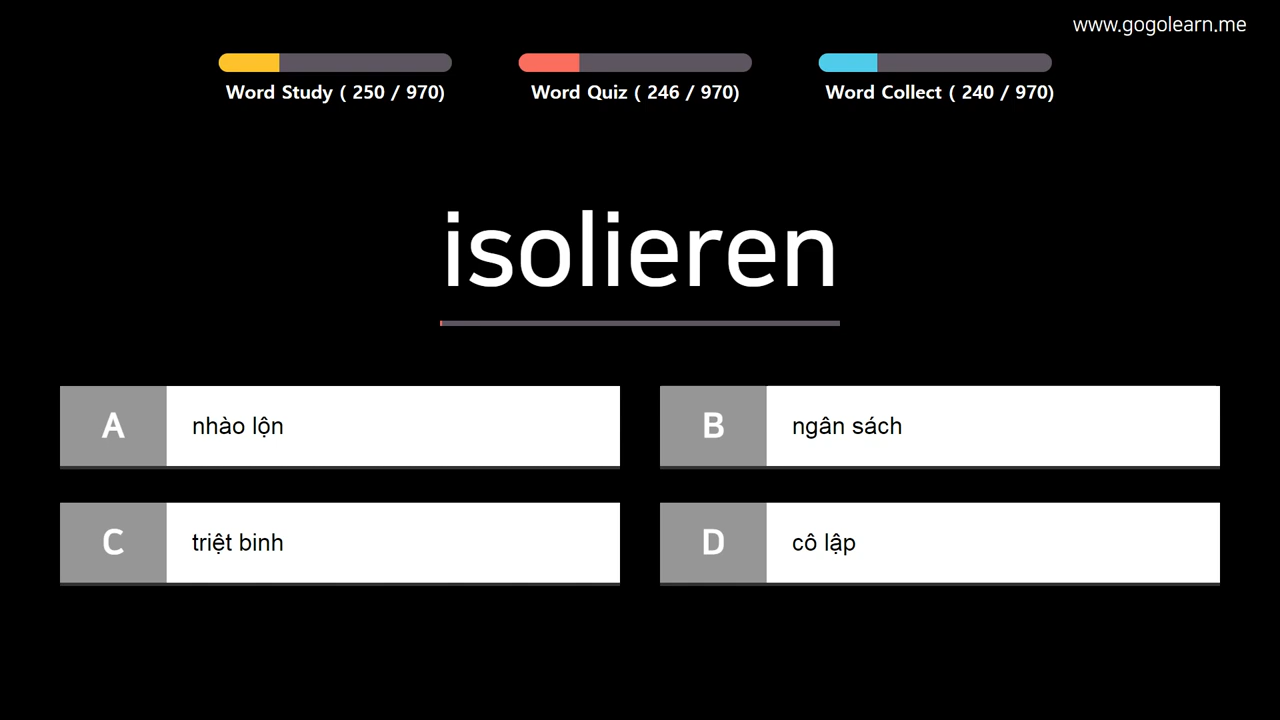 www.gogolearn.me
Word Study ( 250 / 970)
Word Quiz ( 246 / 970)
Word Collect ( 240 / 970)
isolieren
A nhào lộn
B ngân sách
C triệt binh
D cô lập